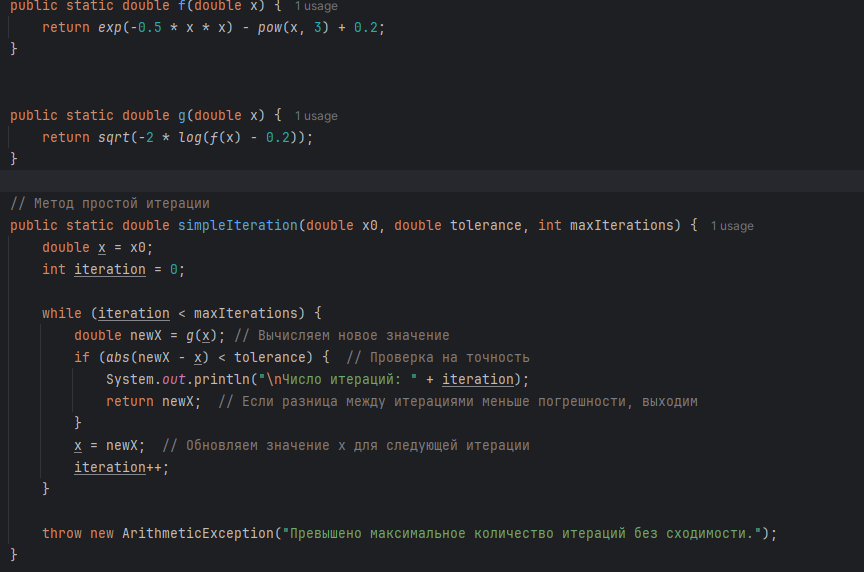 public static double f(double x) { 1 usage
return exp(-0.5 * x * x) - pow(x, 3) + 0.2;
}
public static double g(double x) { 1 usage
return sqrt(-2 * log(f(x) - 0.2));
}
// Метод простой итерации
public static double simpleIteration(double x0, double tolerance, int maxIterations) { 1 usage
double x = x0;
int iteration = 0;
while (iteration < maxIterations) {
double newX = g(x); // Вычисляем новое значение
if (abs(newX - x) < tolerance) { // Проверка на точность
System.out.println("\nЧисло итераций: " + iteration);
return newX; // Если разница между итерациями меньше погрешности, выходим
}
x = newX; // Обновляем значение x для следующей итерации
iteration++;
}
throw new ArithmeticException("Превышено максимальное количество итераций без сходимости.");
}